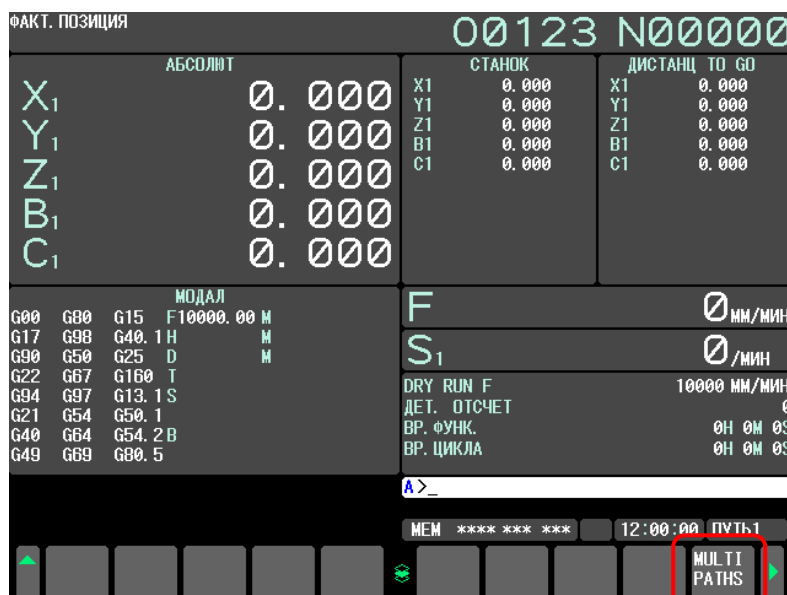 ФАКТ. ПОЗИЦИЯ
O0123 N00000
АБСОЛЮТ
X1 0. 000
Y1 0. 000
Z1 0. 000
B1 0. 000
C1 0. 000
СТАНОК
X1 0. 000
Y1 0. 000
Z1 0. 000
B1 0. 000
C1 0. 000
ДИСТАНЦ TO GO
X1 0. 000
Y1 0. 000
Z1 0. 000
B1 0. 000
C1 0. 000
МОДАЛ
G00 G80 G15 F10000. 00 M
G17 G98 G40. 1 H M
G90 G50 G25 D M
G22 G67 G160 T
G94 G97 G13. 1 S
G21 G54 G50. 1
G40 G64 G54. 2 B
G49 G69 G80. 5
F 0 ММ/МИН
S1 0 /МИН
DRY RUN F 10000 ММ/МИН
ДЕТ. ОТСЧЕТ 0
ВР. ФУНК. 0H 0M 0S
ВР. ЦИКЛА 0H 0M 0S
A >_
MEM **** *** *** 12:00:00 ПУТЬ1
MULTI
PATHS